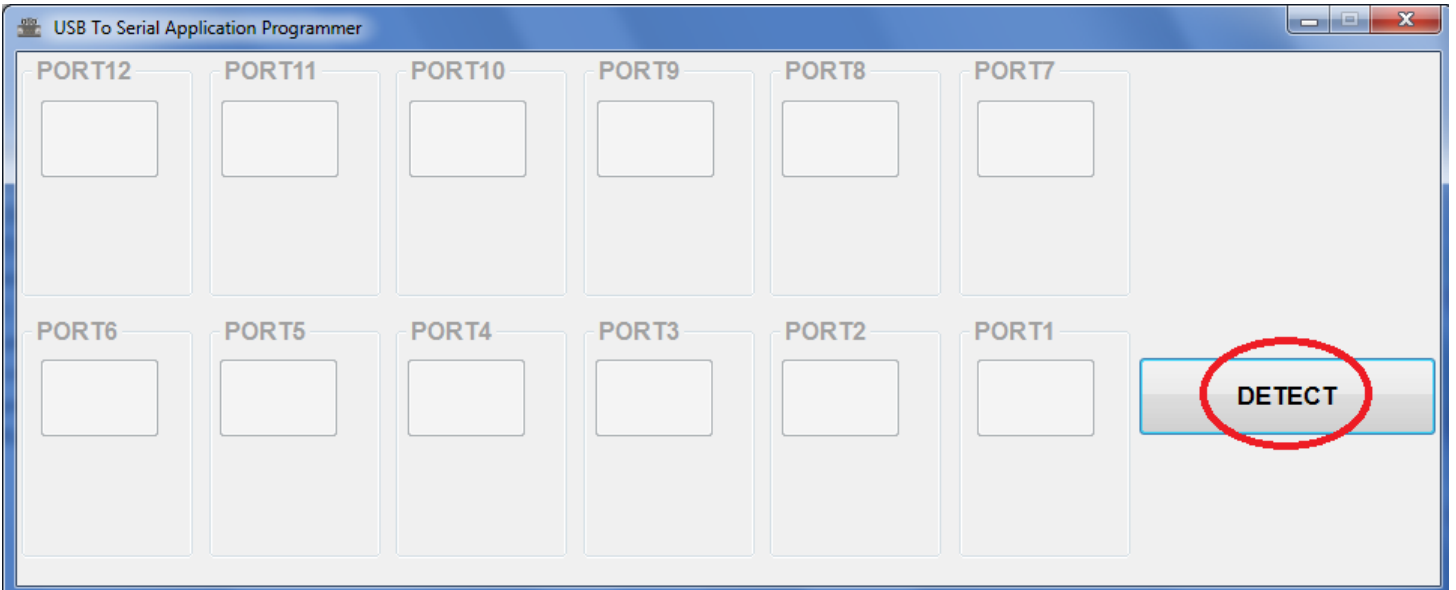 USB To Serial Application Programmer
PORT12 PORT11 PORT10 PORT9 PORT8 PORT7
PORT6 PORT5 PORT4 PORT3 PORT2 PORT1
DETECT